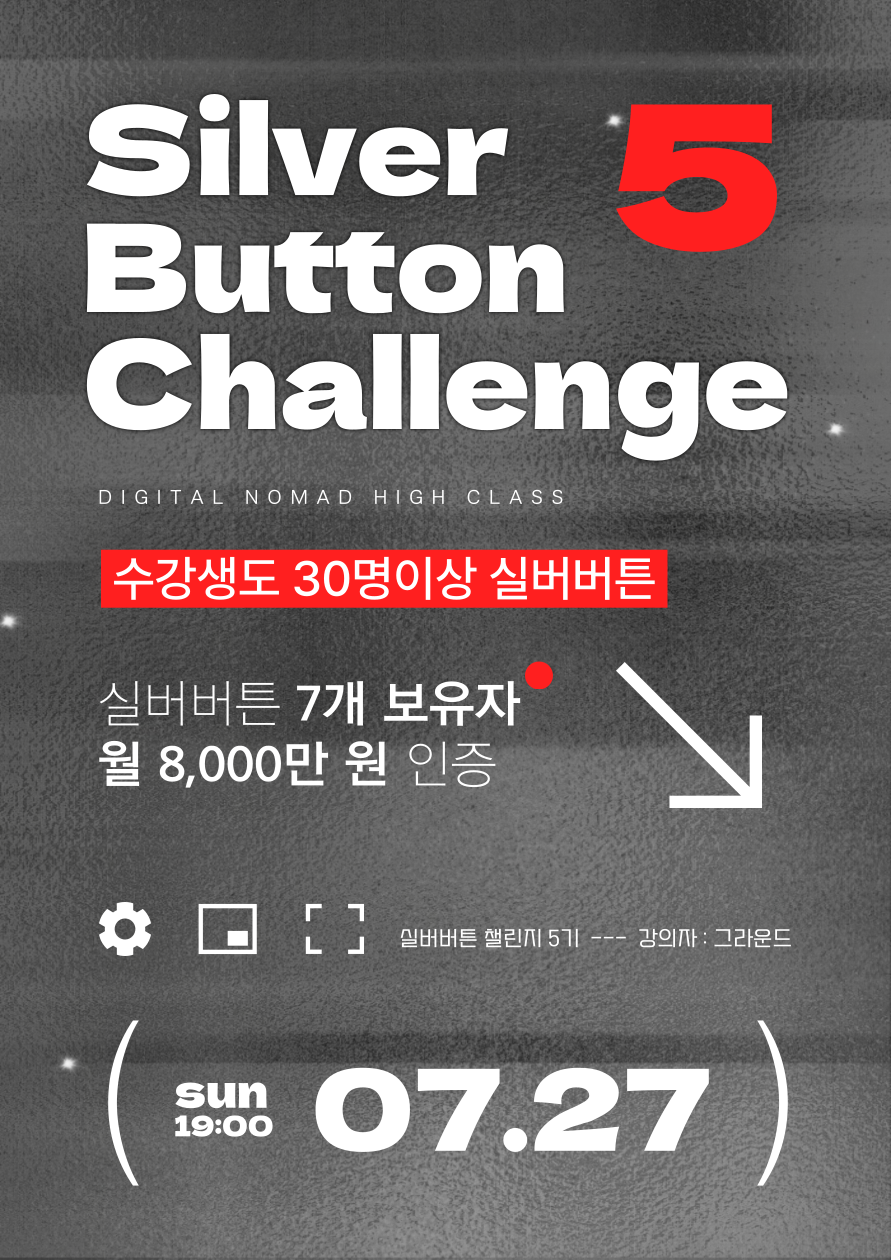 Silver 5
Button
Challenge
DIGITAL NOMAD HIGH CLASS
수강생도 30명이상 실버버튼
실버버튼 7개 보유자
월 8,000만 원 인증
실버버튼 챌린지 5기 --- 강의자 : 그라운드
( sun
19:00 07.27 )